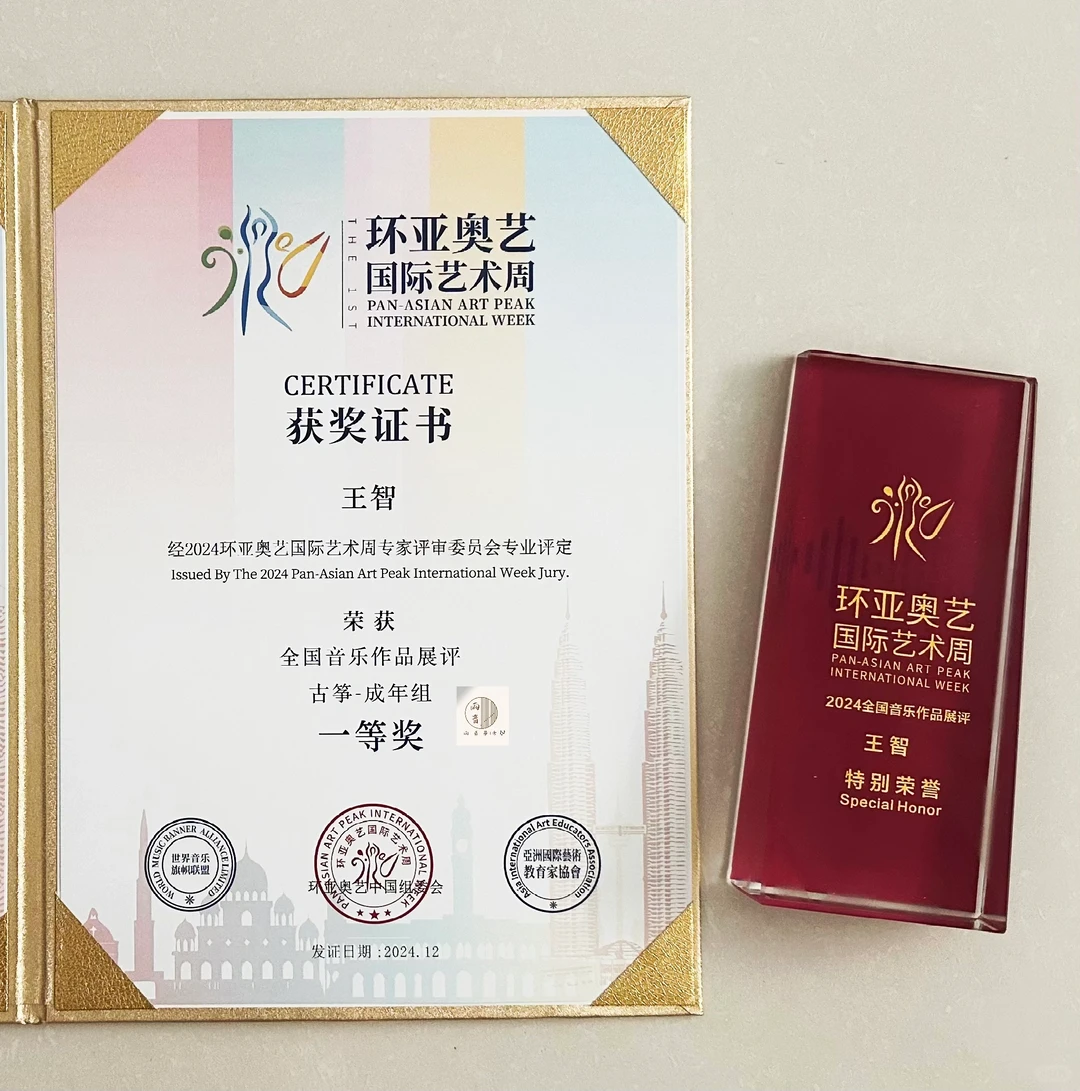 THE 1ST
环亚奥艺
国际艺术周
PAN-ASIAN ART PEAK
INTERNATIONAL WEEK
CERTIFICATE
获奖证书
王智
经2024环亚奥艺国际艺术周专家评审委员会专业评定
Issued By The 2024 Pan-Asian Art Peak International Week Jury.
荣获
全国音乐作品展评
古筝-成年组
一等奖
WORLD MUSIC BANNER ALLIANCE LIMITED
世界音乐
旗帜联盟
PAN-ASIAN ART PEAK INTERNATIONAL WEEK
环亚奥艺国际艺术周
环亚奥艺中国组委会
Asia International Art Educators Association
亞洲國際藝術
教育家協會
发证日期:2024.12
环亚奥艺
国际艺术周
PAN-ASIAN ART PEAK
INTERNATIONAL WEEK
2024全国音乐作品展评
王智
特别荣誉
Special Honor